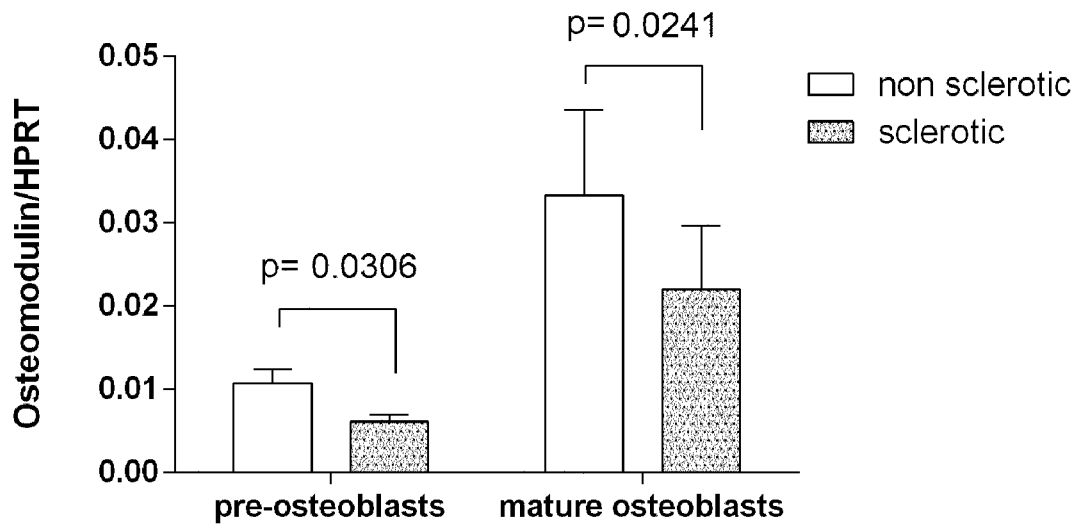 p= 0.0241
0.05
non sclerotic
0.04
sclerotic
0.03
p= 0.0306
0.02
0.01
0.00
Osteomodulin/HPRT
pre-osteoblasts
mature osteoblasts